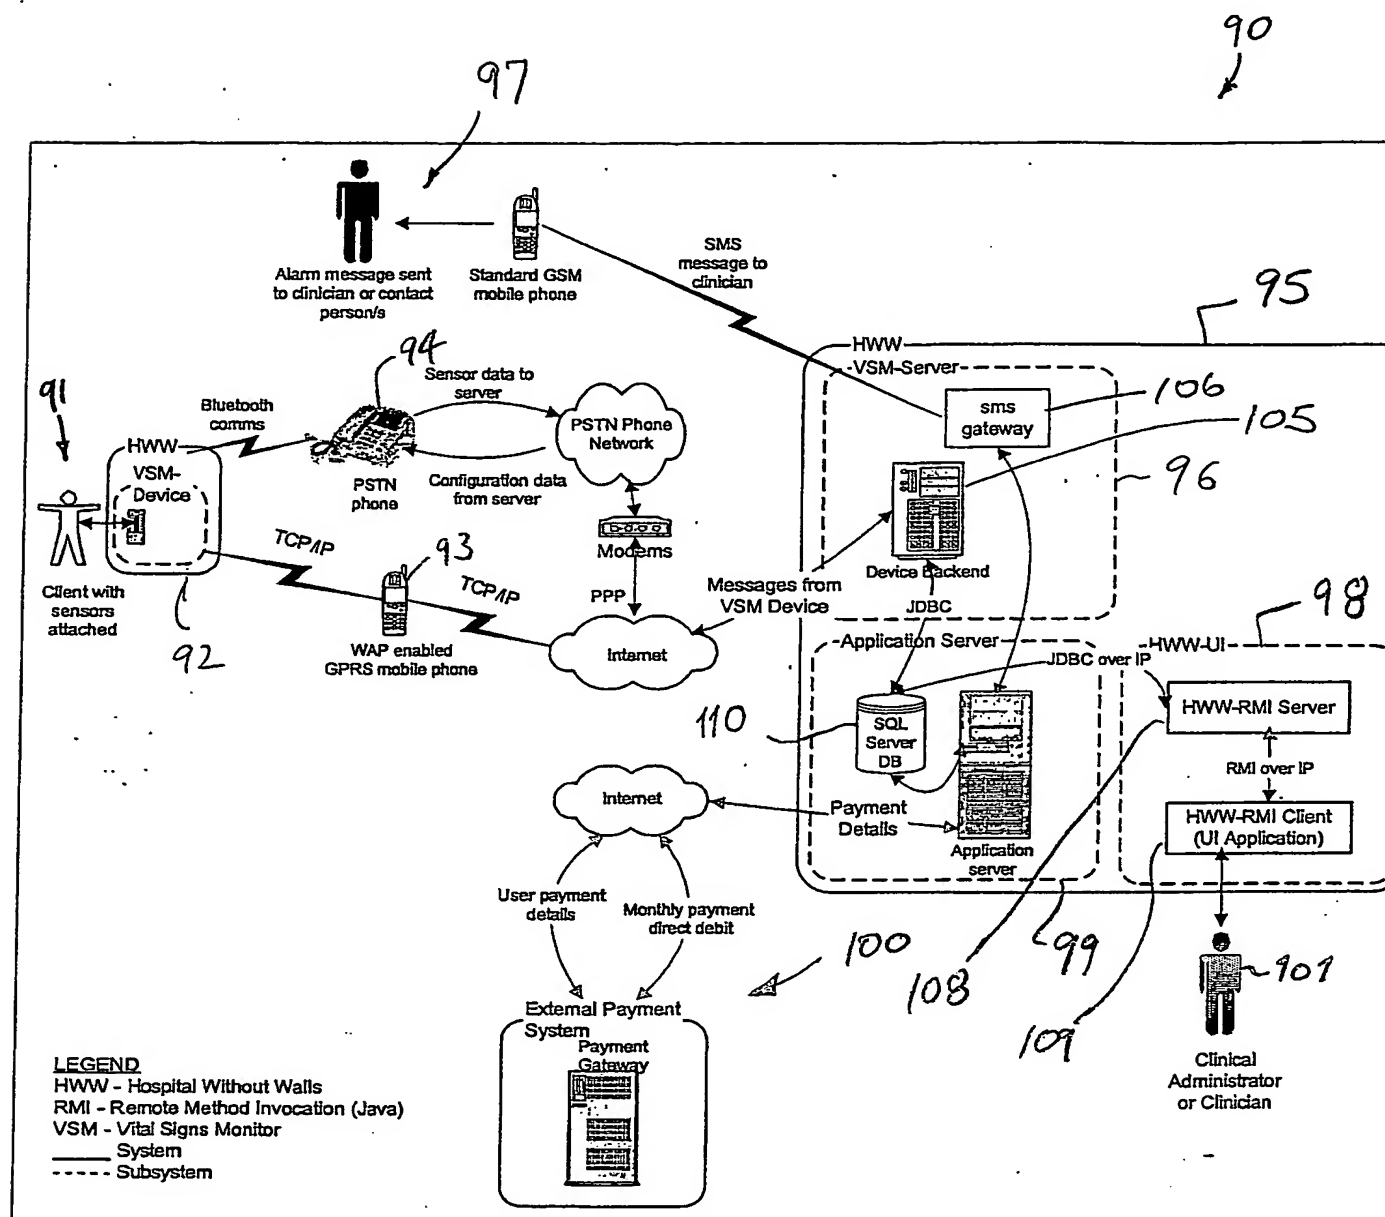 90
97
Alarm message sent
to clinician or contact
person/s
Standard GSM
mobile phone
SMS
message to
clinician
95
HWW
VSM-Server
sms
gateway
106
105
96
94
Sensor data to
server
PSTN Phone
Network
Configuration data
from server
PSTN
phone
Bluetooth
comms
91
HWW
VSM-
Device
Client with
sensors
attached
92
TCP/IP
93
TCP/IP
WAP enabled
GPRS mobile phone
Modems
PPP
Internet
Messages from
VSM Device
Device Backend
JDBC
98
Application Server
HWW-UI
JDBC over IP
110
SQL
Server
DB
HWW-RMI Server
RMI over IP
HWW-RMI Client
(UI Application)
Internet
Payment
Details
Application
server
User payment
details
Monthly payment
direct debit
100
108
99
109
101
Clinical
Administrator
or Clinician
External Payment
System
Payment
Gateway
LEGEND
HWW - Hospital Without Walls
RMI - Remote Method Invocation (Java)
VSM - Vital Signs Monitor
System
Subsystem